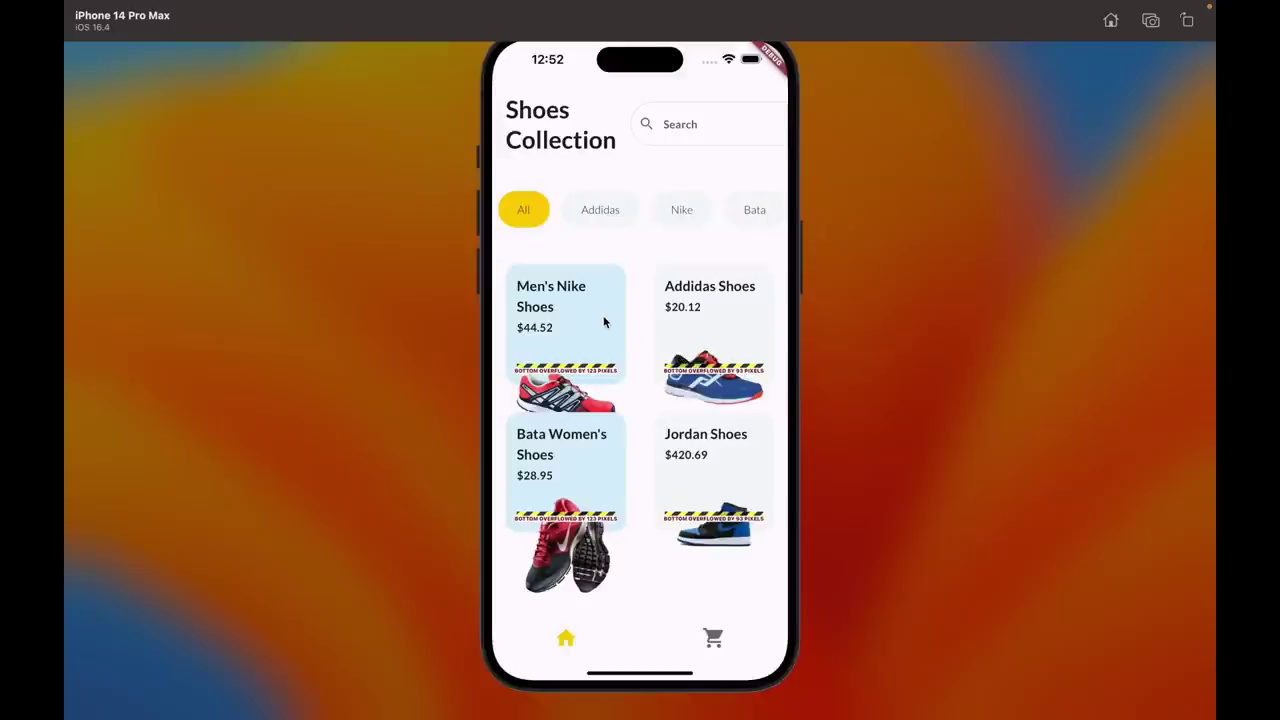 iPhone 14 Pro Max
iOS 16.4
12:52
DEBUG
Shoes
Collection
Search
All
Addidas
Nike
Bata
Men's Nike
Shoes
$44.52
BOTTOM OVERFLOWED BY 123 PIXELS
Addidas Shoes
$20.12
BOTTOM OVERFLOWED BY 93 PIXELS
Bata Women's
Shoes
$28.95
BOTTOM OVERFLOWED BY 123 PIXELS
Jordan Shoes
$420.69
BOTTOM OVERFLOWED BY 93 PIXELS